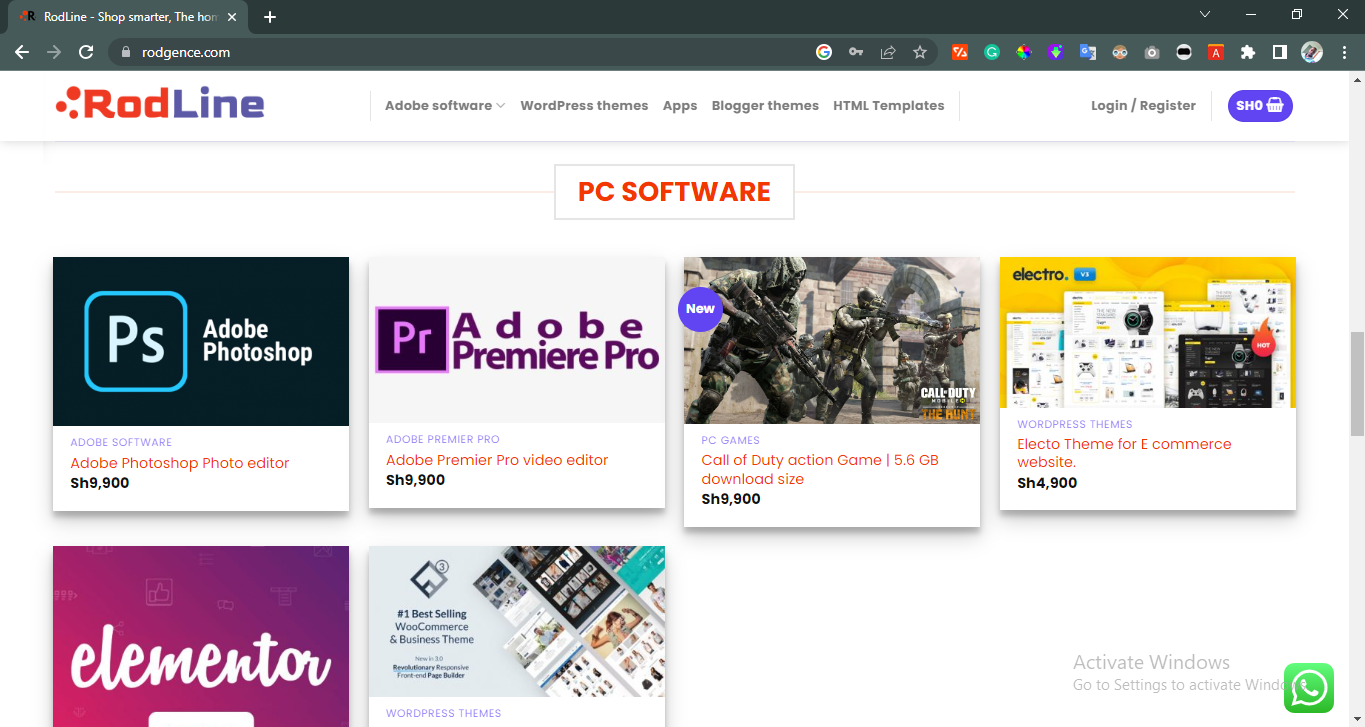 RodLine - Shop smarter, The hom
rodgence.com
RodLine
Adobe software
WordPress themes
Apps
Blogger themes
HTML Templates
Login / Register
SH0
PC SOFTWARE
Ps
Adobe
Photoshop
ADOBE SOFTWARE
Adobe Photoshop Photo editor
Sh9,900
Pr
Adobe
Premiere Pro
ADOBE PREMIER PRO
Adobe Premier Pro video editor
Sh9,900
New
CALL OF DUTY
MOBILE
THE HUNT
PC GAMES
Call of Duty action Game | 5.6 GB
download size
Sh9,900
electro.
V3
HOT
WORDPRESS THEMES
Electo Theme for E commerce
website.
Sh4,900
elementor
3
#1 Best Selling
WooCommerce
& Business Theme
New in 3.0
Revolutionary Responsive
Front-end Page Builder
WORDPRESS THEMES
Activate Windows
Go to Settings to activate Windo